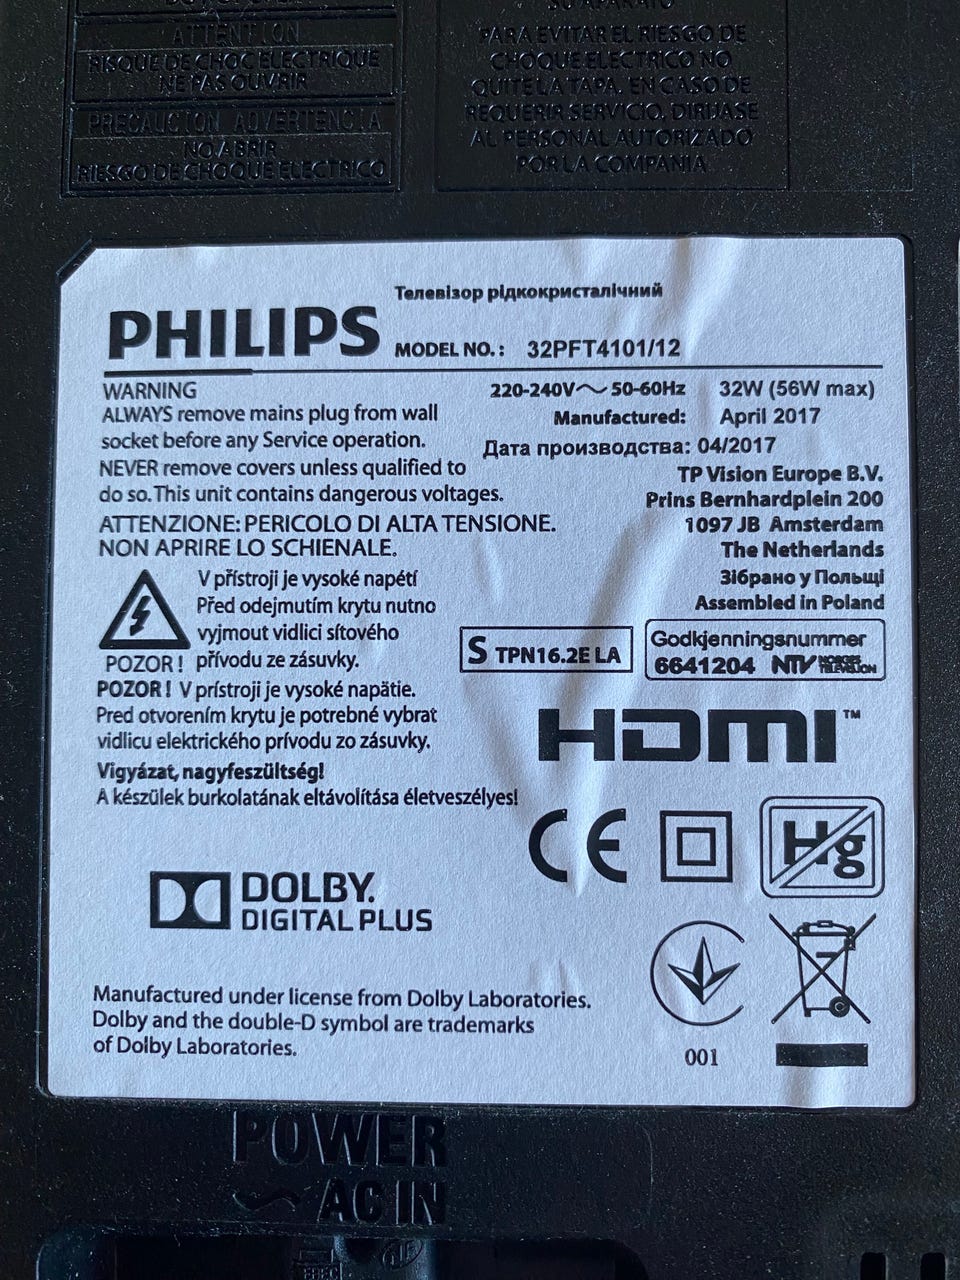 ATTENTION
RISQUE DE CHOC ELECTRIQUE
NE PAS OUVRIR
PRECAUCION ADVERTENCIA
NO ABRIR
RIESGO DE CHOQUE ELECTRICO
SU APARATO
PARA EVITAR EL RIESGO DE
CHOQUE ELECTRICO NO
QUITE LA TAPA. EN CASO DE
REQUERIR SERVICIO, DIRIJASE
AL PERSONAL AUTORIZADO
POR LA COMPANIA
Телевізор рідкокристалічний
PHILIPS MODEL NO.: 32PFT4101/12
WARNING
ALWAYS remove mains plug from wall
socket before any Service operation.
NEVER remove covers unless qualified to
do so. This unit contains dangerous voltages.
ATTENZIONE: PERICOLO DI ALTA TENSIONE.
NON APRIRE LO SCHIENALE.
220-240V～ 50-60Hz 32W (56W max)
Manufactured: April 2017
Дата производства: 04/2017
TP Vision Europe B.V.
Prins Bernhardplein 200
1097 JB Amsterdam
The Netherlands
Зібрано у Польщі
Assembled in Poland
V přístroji je vysoké napětí
Před odejmutím krytu nutno
vyjmout vidlici síťového
POZOR! přívodu ze zásuvky.
POZOR! V prístroji je vysoké napätie.
Pred otvorením krytu je potrebné vybrať
vidlicu elektrického prívodu zo zásuvky.
Vigyázat, nagyfeszültség!
A készülek burkolatának eltávolítása életveszélyes!
S TPN16.2E LA
Godkjenningsnummer
6641204 NTV NORSK TELEVISJON
HDMI™
CE
Hg
DOLBY.
DIGITAL PLUS
Manufactured under license from Dolby Laboratories.
Dolby and the double-D symbol are trademarks
of Dolby Laboratories.
001
POWER
～ AC IN